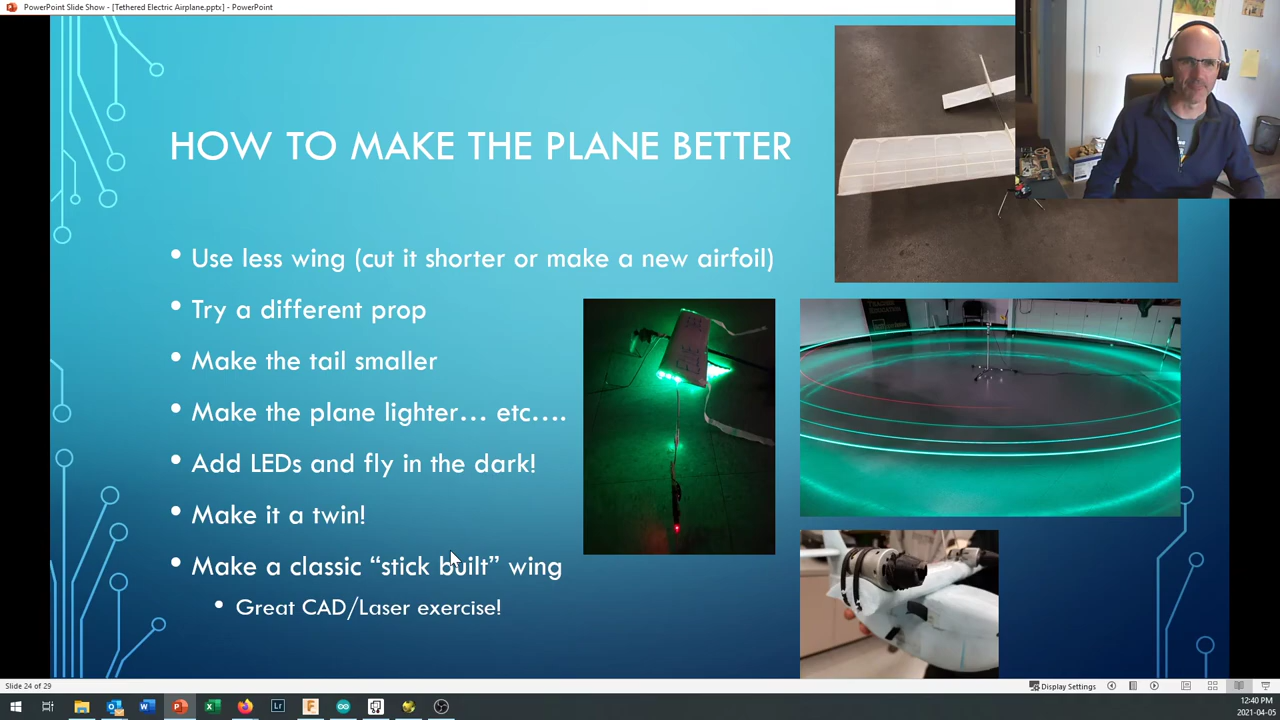 PowerPoint Slide Show - [Tethered Electric Airplane.pptx] - PowerPoint
HOW TO MAKE THE PLANE BETTER
• Use less wing (cut it shorter or make a new airfoil)
• Try a different prop
• Make the tail smaller
• Make the plane lighter… etc….
• Add LEDs and fly in the dark!
• Make it a twin!
• Make a classic “stick built” wing
• Great CAD/Laser exercise!
Slide 24 of 29
Display Settings
12:40 PM
2021-04-05